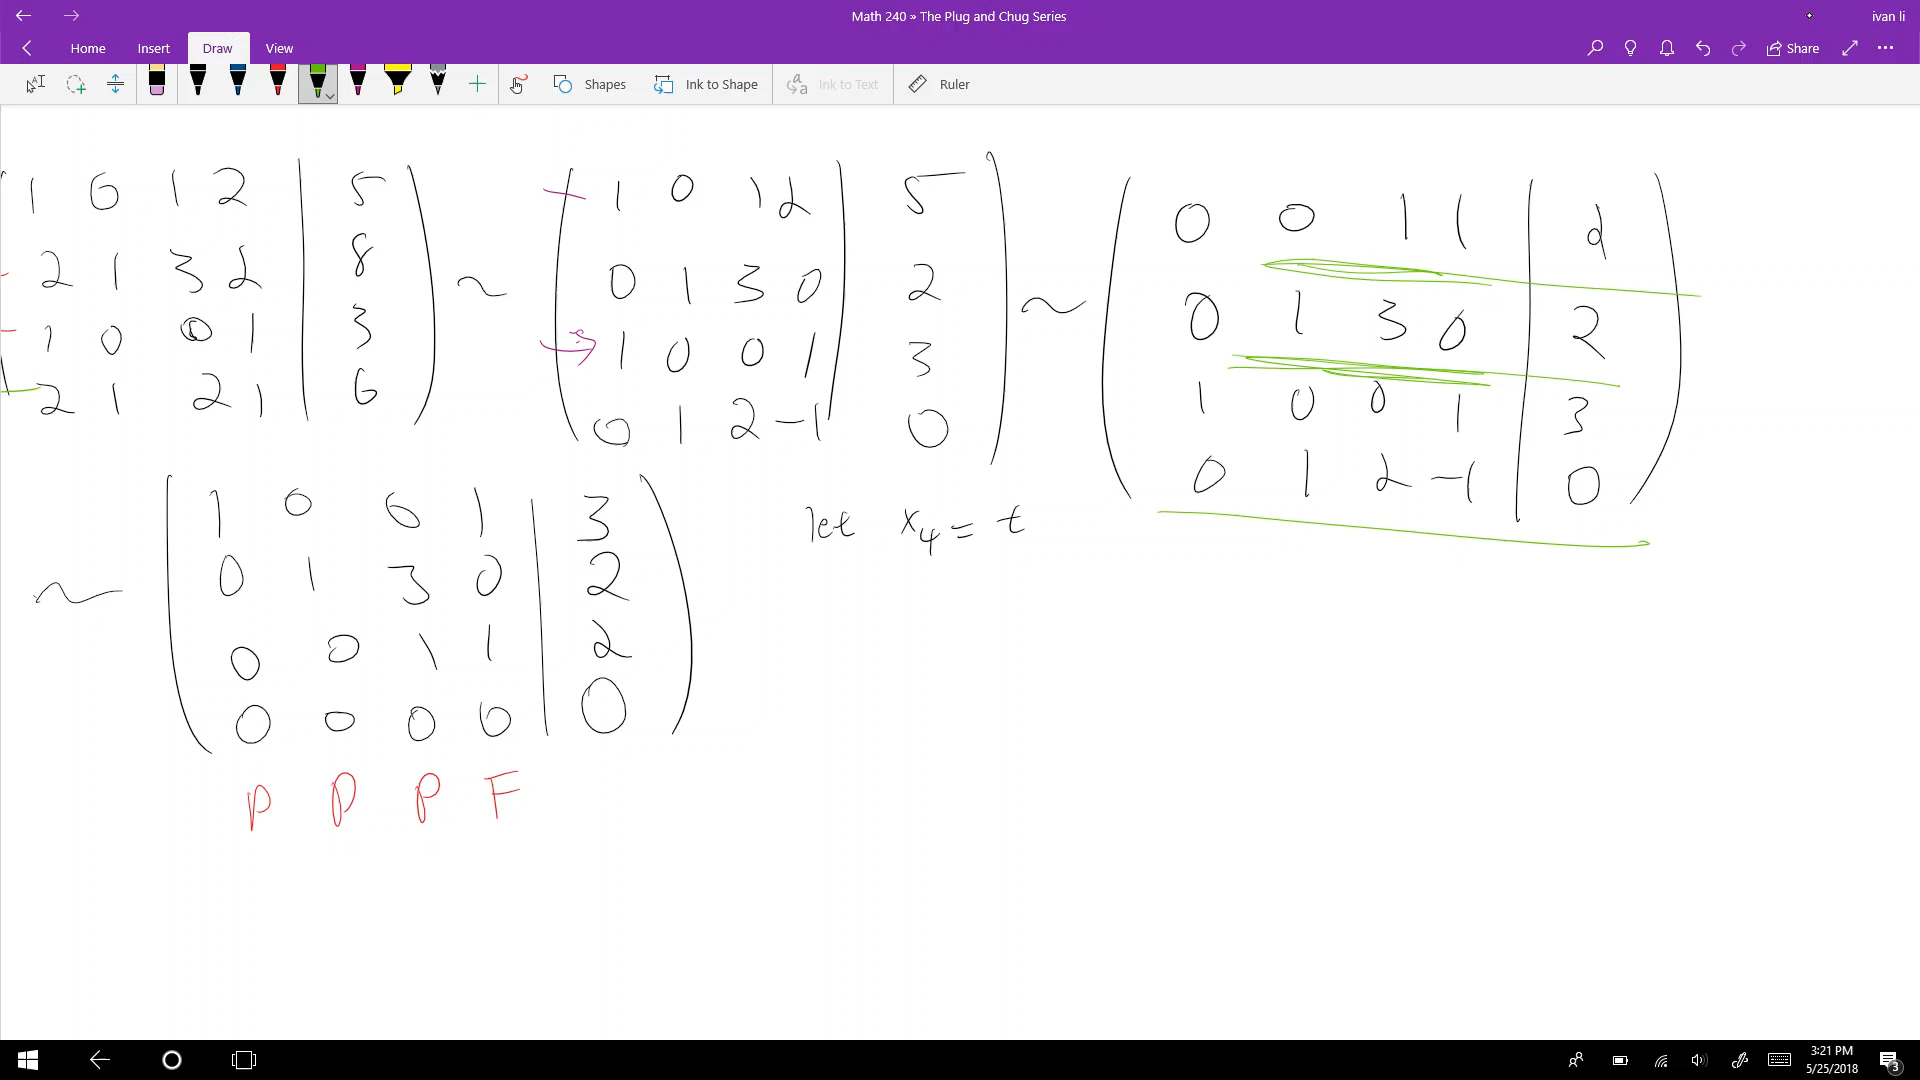 Math 240 » The Plug and Chug Series
ivan li
Home Insert Draw View
Share
Shapes
Ink to Shape
Ink to Text
Ruler
1 0 1 2 | 5
2 1 3 2 | 8
1 0 0 1 | 3
2 1 2 1 | 6
~
1 0 1 2 | 5
0 1 3 0 | 2
1 0 0 1 | 3
0 1 2 -1 | 0
~
0 0 1 1 | 2
0 1 3 0 | 2
1 0 0 1 | 3
0 1 2 -1 | 0
~
1 0 0 1 | 3
0 1 3 0 | 2
0 0 1 1 | 2
0 0 0 0 | 0
P P P F
let x₄ = t
3:21 PM
5/25/2018
3